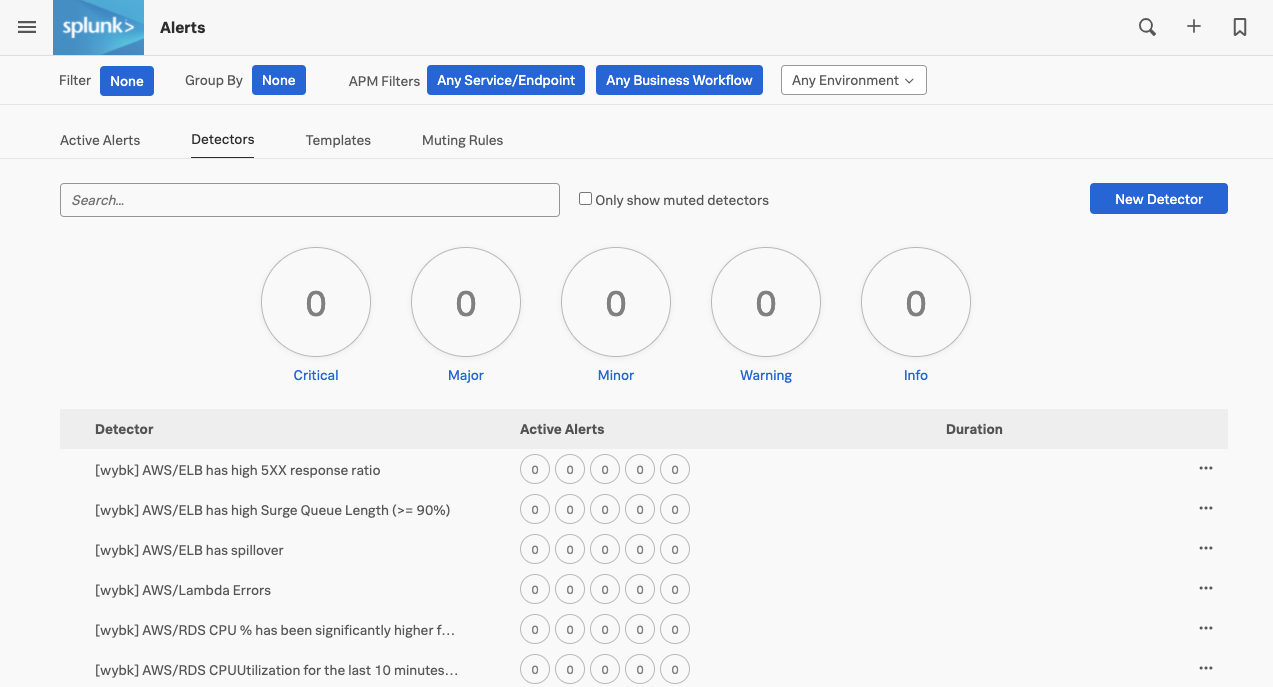 splunk> Alerts
Filter None Group By None APM Filters Any Service/Endpoint Any Business Workflow Any Environment
Active Alerts Detectors Templates Muting Rules
Search... Only show muted detectors New Detector
0 0 0 0 0
Critical Major Minor Warning Info
Detector Active Alerts Duration
[wybk] AWS/ELB has high 5XX response ratio 0 0 0 0 0 ...
[wybk] AWS/ELB has high Surge Queue Length (>= 90%) 0 0 0 0 0 ...
[wybk] AWS/ELB has spillover 0 0 0 0 0 ...
[wybk] AWS/Lambda Errors 0 0 0 0 0 ...
[wybk] AWS/RDS CPU % has been significantly higher f... 0 0 0 0 0 ...
[wybk] AWS/RDS CPUUtilization for the last 10 minutes... 0 0 0 0 0 ...